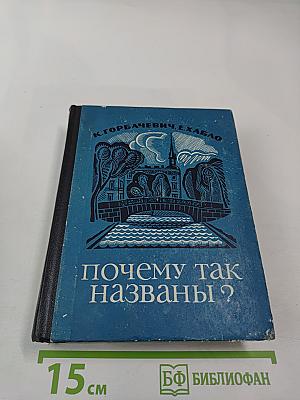 К. ГОРБАЧЕВИЧ, Е. ХАБЛО
ПОЧЕМУ ТАК
НАЗВАНЫ?
15 см
БФ БИБЛИОФАН